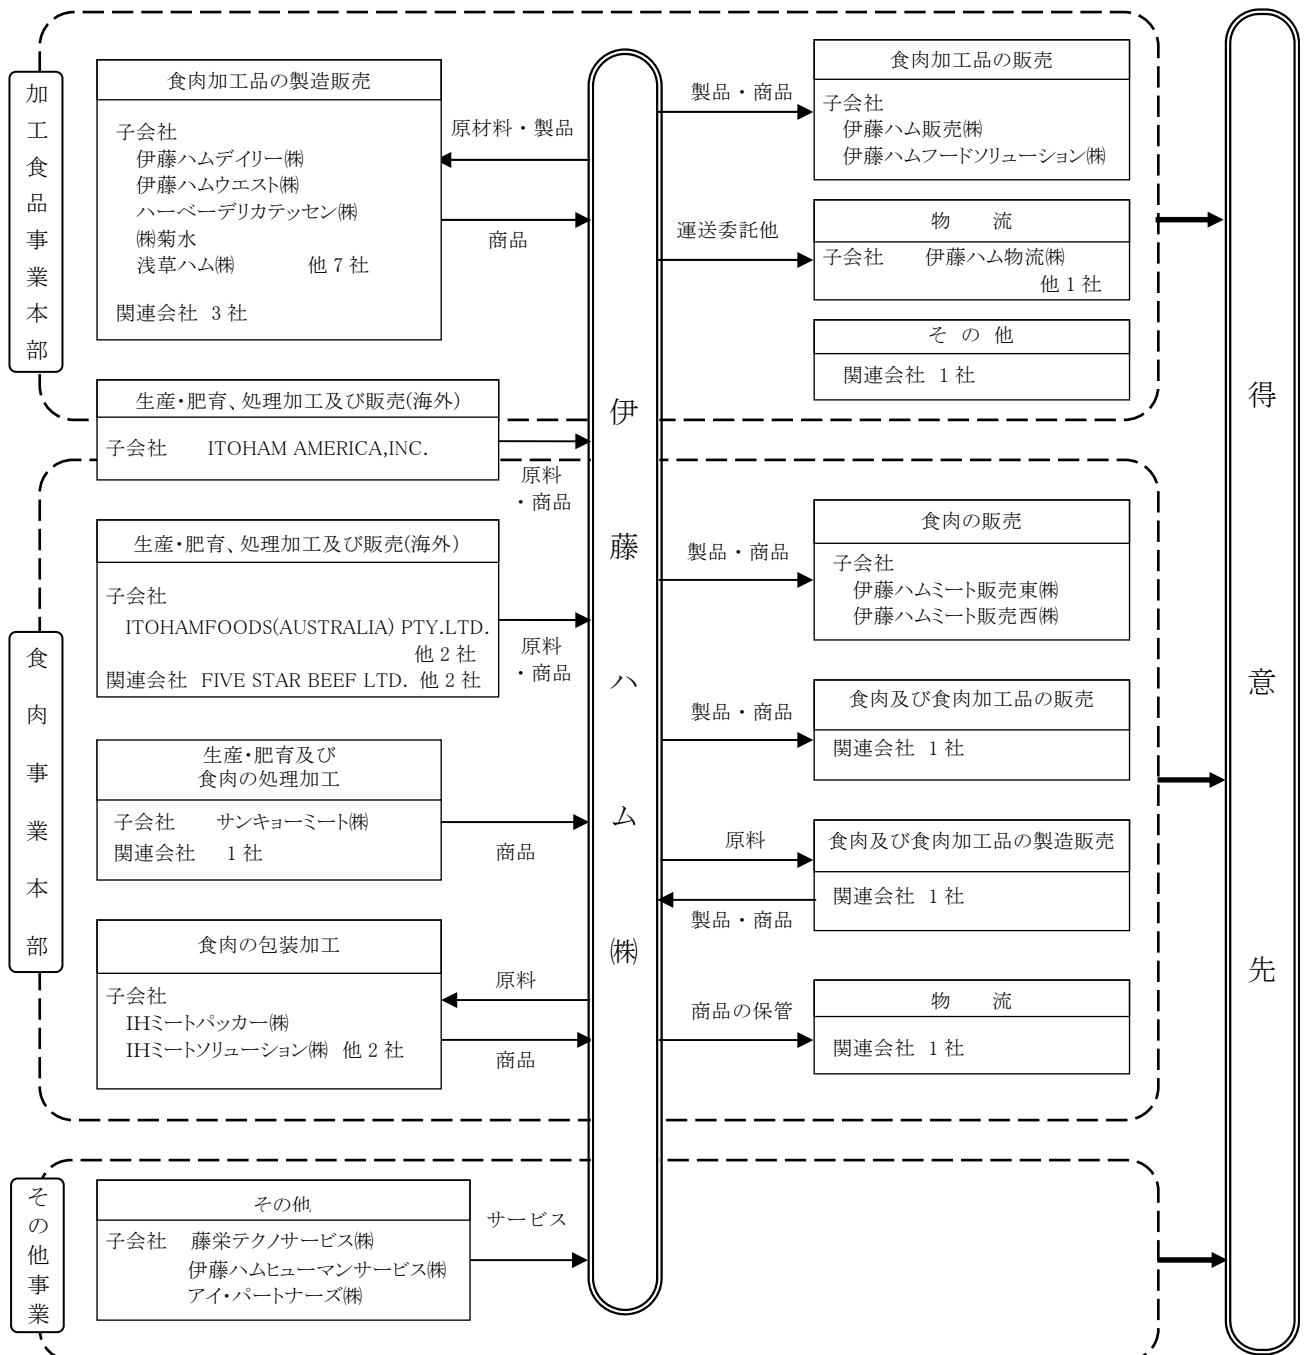 加工食品事業本部
食肉加工品の製造販売
子会社
伊藤ハムデイリー㈱
伊藤ハムウエスト㈱
ハーベーデリカテッセン㈱
㈱菊水
浅草ハム㈱ 他 7 社
関連会社 3 社
原材料・製品
商品
製品・商品
食肉加工品の販売
子会社
伊藤ハム販売㈱
伊藤ハムフードソリューション㈱
運送委託他
物 流
子会社 伊藤ハム物流㈱
他 1 社
そ の 他
関連会社 1 社
生産・肥育、処理加工及び販売(海外)
子会社 ITOHAM AMERICA,INC.
原料
・商品
食肉事業本部
生産・肥育、処理加工及び販売(海外)
子会社
ITOHAMFOODS(AUSTRALIA) PTY.LTD.
他 2 社
関連会社 FIVE STAR BEEF LTD. 他 2 社
原料
・商品
生産・肥育及び
食肉の処理加工
子会社 サンキョーミート㈱
関連会社 1 社
商品
食肉の包装加工
子会社
IHミートパッカー㈱
IHミートソリューション㈱ 他 2 社
原料
商品
伊藤ハム㈱
製品・商品
食肉の販売
子会社
伊藤ハムミート販売東㈱
伊藤ハムミート販売西㈱
製品・商品
食肉及び食肉加工品の販売
関連会社 1 社
原料
製品・商品
食肉及び食肉加工品の製造販売
関連会社 1 社
商品の保管
物 流
関連会社 1 社
その他事業
その他
子会社 藤栄テクノサービス㈱
伊藤ハムヒューマンサービス㈱
アイ・パートナーズ㈱
サービス
得意先